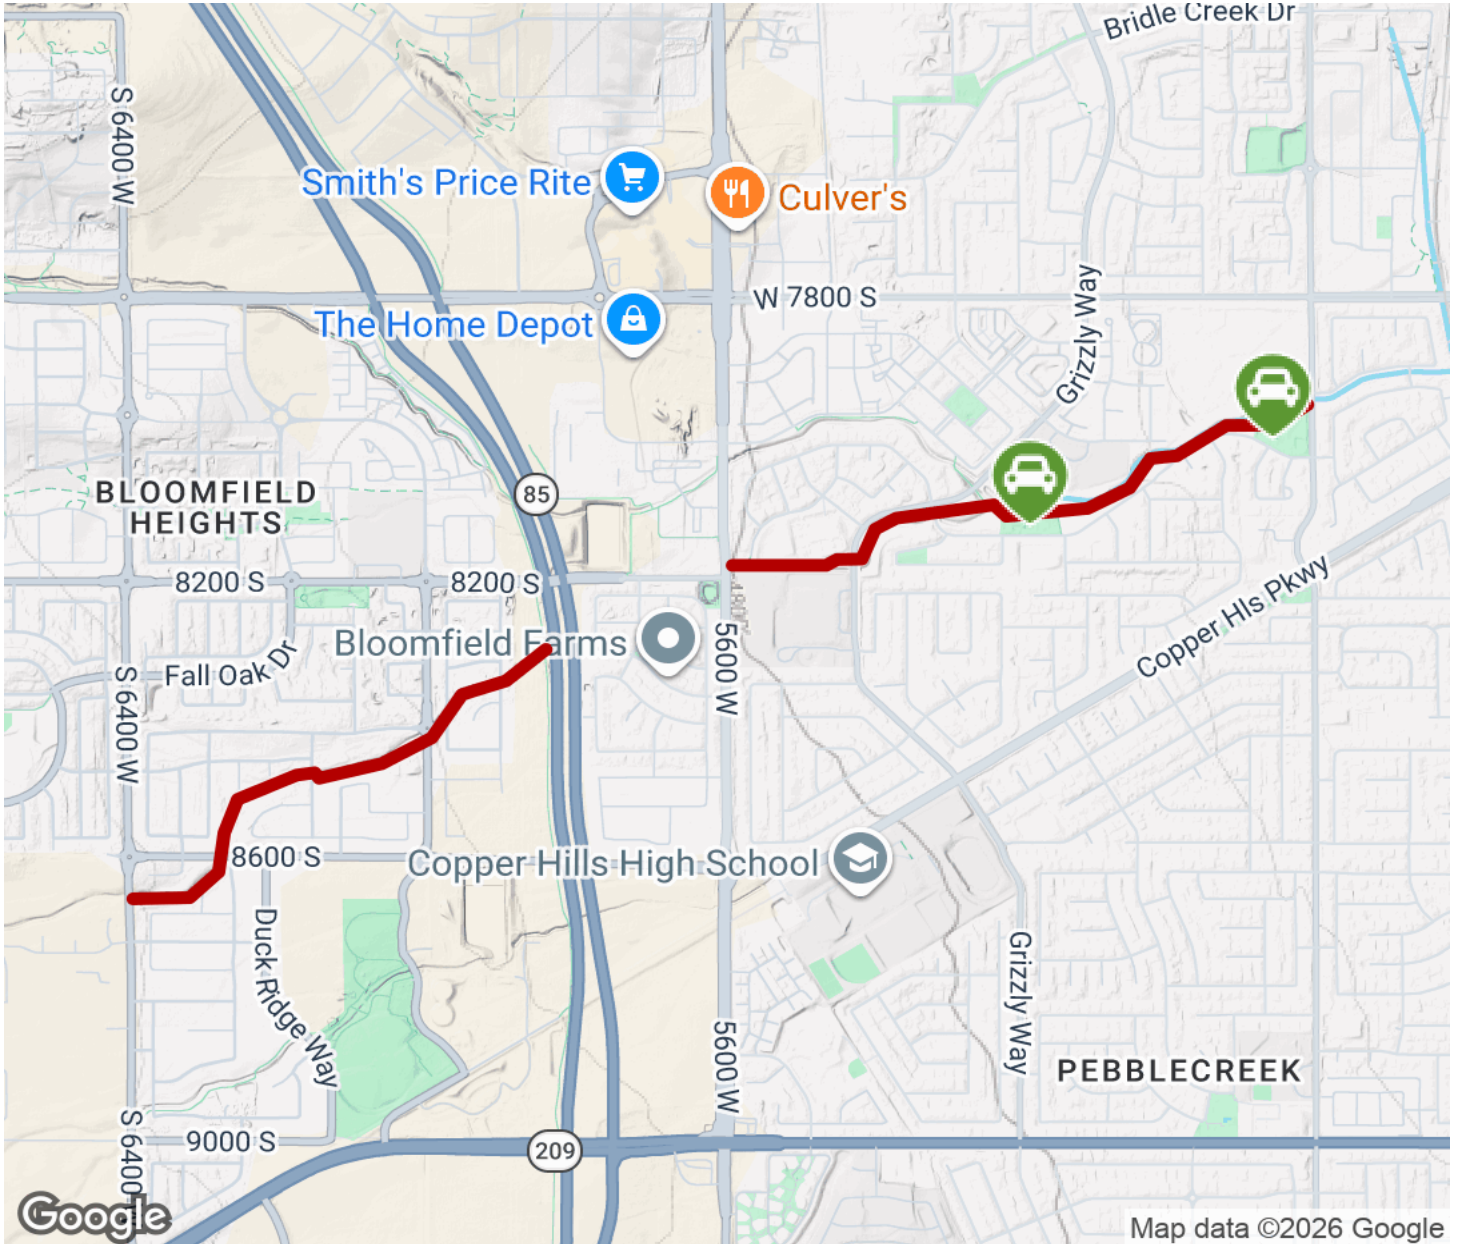 Bridle Creek Dr
S 6400 W
Smith's Price Rite
Culver's
W 7800 S
The Home Depot
Grizzly Way
BLOOMFIELD
HEIGHTS
85
8200 S
8200 S
Copper Hls Pkwy
Bloomfield Farms
Fall Oak Dr
5600 W
S 6400 W
8600 S
Copper Hills High School
Duck Ridge Way
Grizzly Way
5600 W
PEBBLECREEK
S 6400
9000 S
209
Google
Map data ©2026 Google